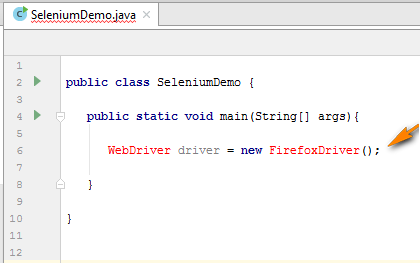 SeleniumDemo.java
1
2 public class SeleniumDemo {
3
4 public static void main(String[] args){
5
6 WebDriver driver = new FirefoxDriver();
7
8 }
9
10 }
11
12